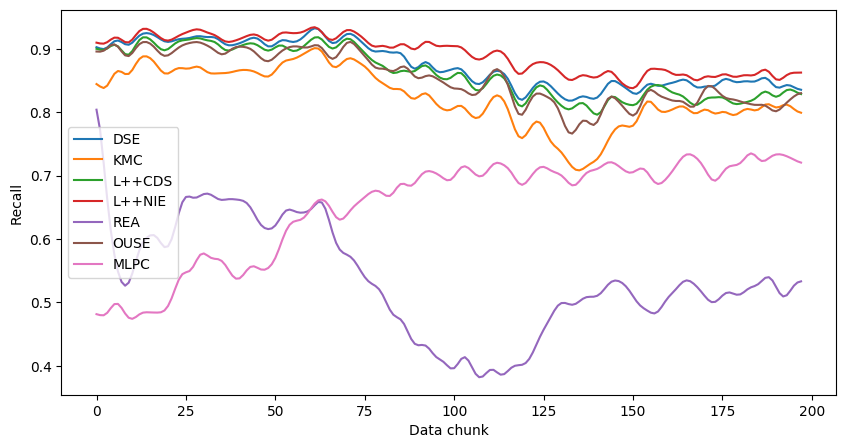 0.9
0.8
0.7
0.6
0.5
0.4
Recall
DSE
KMC
L++CDS
L++NIE
REA
OUSE
MLPC
0 25 50 75 100 125 150 175 200
Data chunk